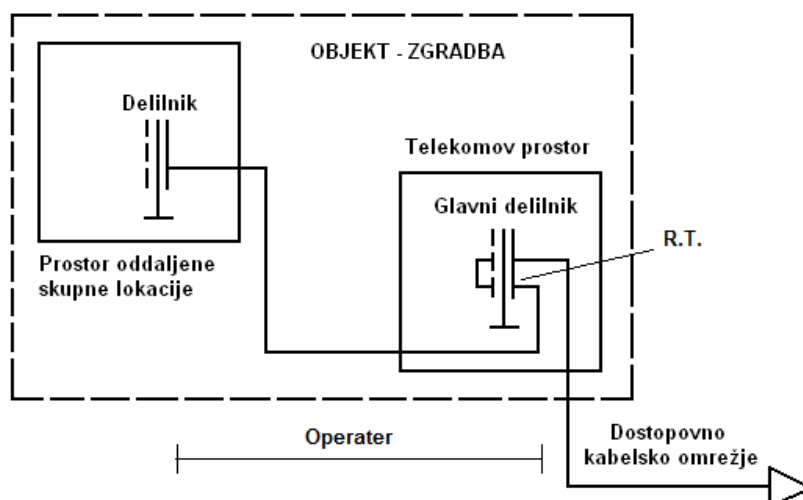 OBJEKT - ZGRADBA
Delilnik
Telekomov prostor
Glavni delilnik
R.T.
Prostor oddaljene
skupne lokacije
Operater
Dostopovno
kabelsko omrežje